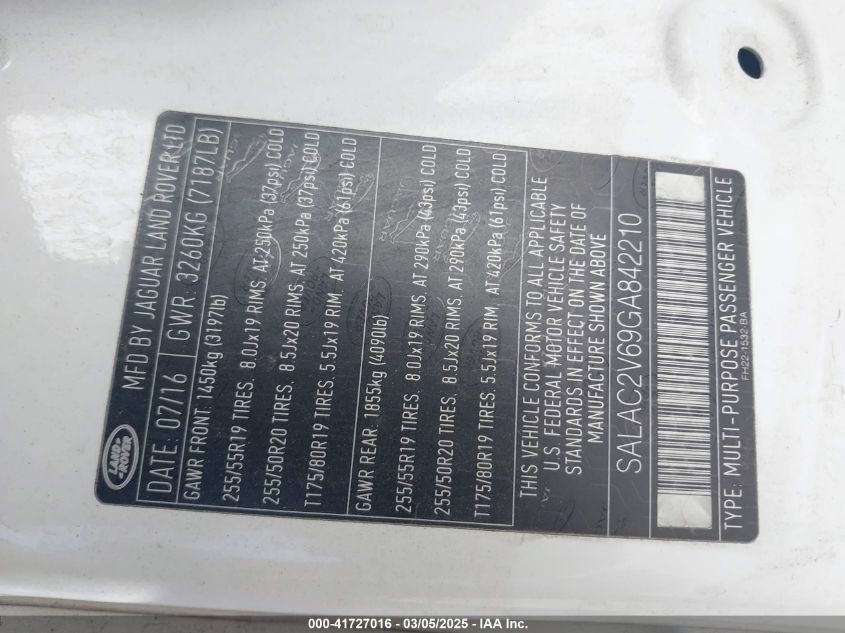 LAND ROVER
MFD BY JAGUAR LAND ROVER LTD
DATE: 07/16 GWR: 3260KG (7187LB)
GAWR FRONT: 1450kg (3197lb)
255/55R19 TIRES. 8.0Jx19 RIMS. AT 250kPa (37psi) COLD
255/50R20 TIRES. 8.5Jx20 RIMS. AT 250kPa (37psi) COLD
T175/80R19 TIRES. 5.5Jx19 RIM. AT 420kPa (61psi) COLD
GAWR REAR: 1855kg (4090lb)
255/55R19 TIRES. 8.0Jx19 RIMS. AT 290kPa (43psi) COLD
255/50R20 TIRES. 8.5Jx20 RIMS. AT 290kPa (43psi) COLD
T175/80R19 TIRES. 5.5Jx19 RIM. AT 420kPa (61psi) COLD
THIS VEHICLE CONFORMS TO ALL APPLICABLE
U.S. FEDERAL MOTOR VEHICLE SAFETY
STANDARDS IN EFFECT ON THE DATE OF
MANUFACTURE SHOWN ABOVE
SALAC2V69GA842210
TYPE: MULTI-PURPOSE PASSENGER VEHICLE
FH22-1532-BA
000-41727016 - 03/05/2025 - IAA Inc.